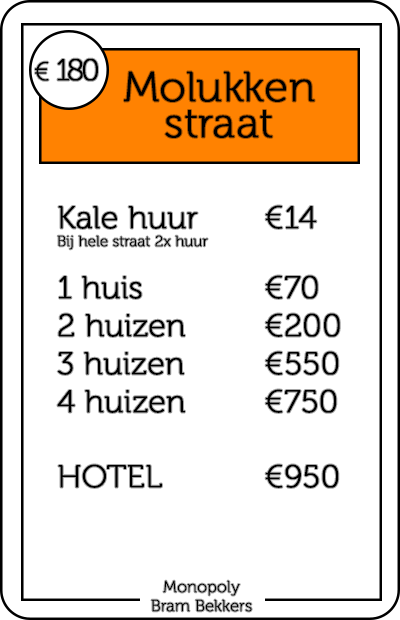 € 180
Molukken
straat
Kale huur €14
Bij hele straat 2x huur
1 huis €70
2 huizen €200
3 huizen €550
4 huizen €750
HOTEL €950
Monopoly
Bram Bekkers